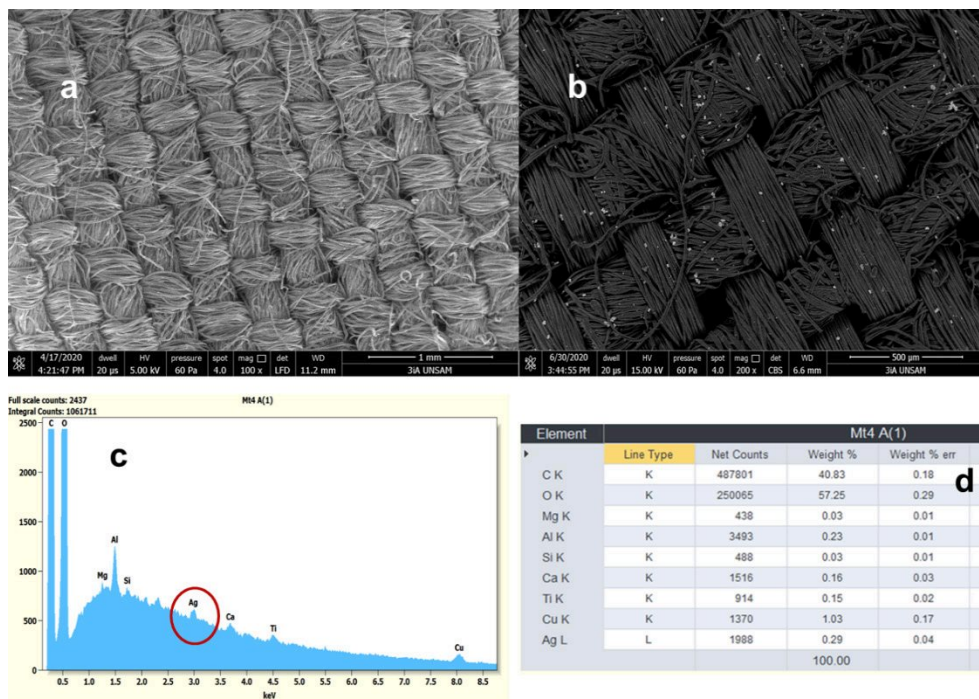 a
4/17/2020 dwell HV pressure spot mag det WD 1 mm
4:21:47 PM 20 µs 5.00 kV 60 Pa 4.0 100 x LFD 11.2 mm 3iA UNSAM
b
6/30/2020 dwell HV pressure spot mag det WD 500 µm
3:44:55 PM 20 µs 15.00 kV 60 Pa 4.0 200 x CBS 6.6 mm 3iA UNSAM
Full scale counts: 2437 Mt4 A(1)
Integral Counts: 1061711
2500
2000
1500
1000
500
0
C O
c
Mg Al Si Ag Ca Ti Cu
0.5 1.0 1.5 2.0 2.5 3.0 3.5 4.0 4.5 5.0 5.5 6.0 6.5 7.0 7.5 8.0 8.5
keV
Element Mt4 A(1)
Line Type Net Counts Weight % Weight % err
d
C K K 487801 40.83 0.18
O K K 250065 57.25 0.29
Mg K K 438 0.03 0.01
Al K K 3493 0.23 0.01
Si K K 488 0.03 0.01
Ca K K 1516 0.16 0.03
Ti K K 914 0.15 0.02
Cu K K 1370 1.03 0.17
Ag L L 1988 0.29 0.04
100.00